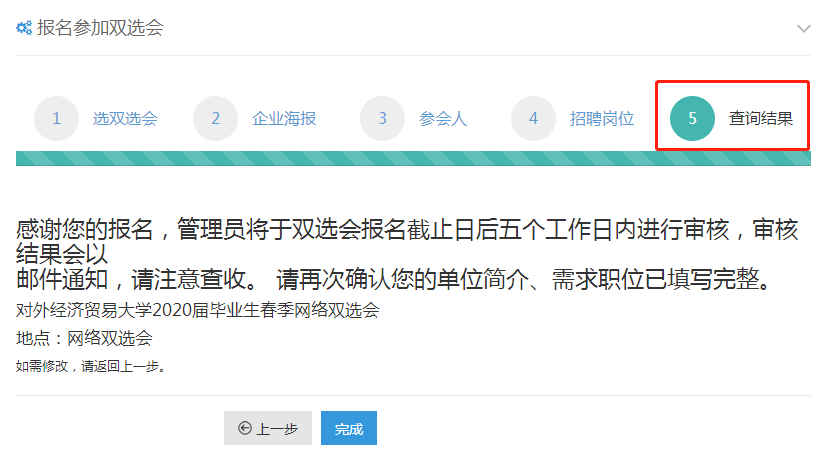 报名参加双选会
1 选双选会 2 企业海报 3 参会人 4 招聘岗位 5 查询结果
感谢您的报名，管理员将于双选会报名截止日后五个工作日内进行审核，审核
结果会以
邮件通知，请注意查收。 请再次确认您的单位简介、需求职位已填写完整。
对外经济贸易大学2020届毕业生春季网络双选会
地点：网络双选会
如需修改，请返回上一步。
上一步 完成